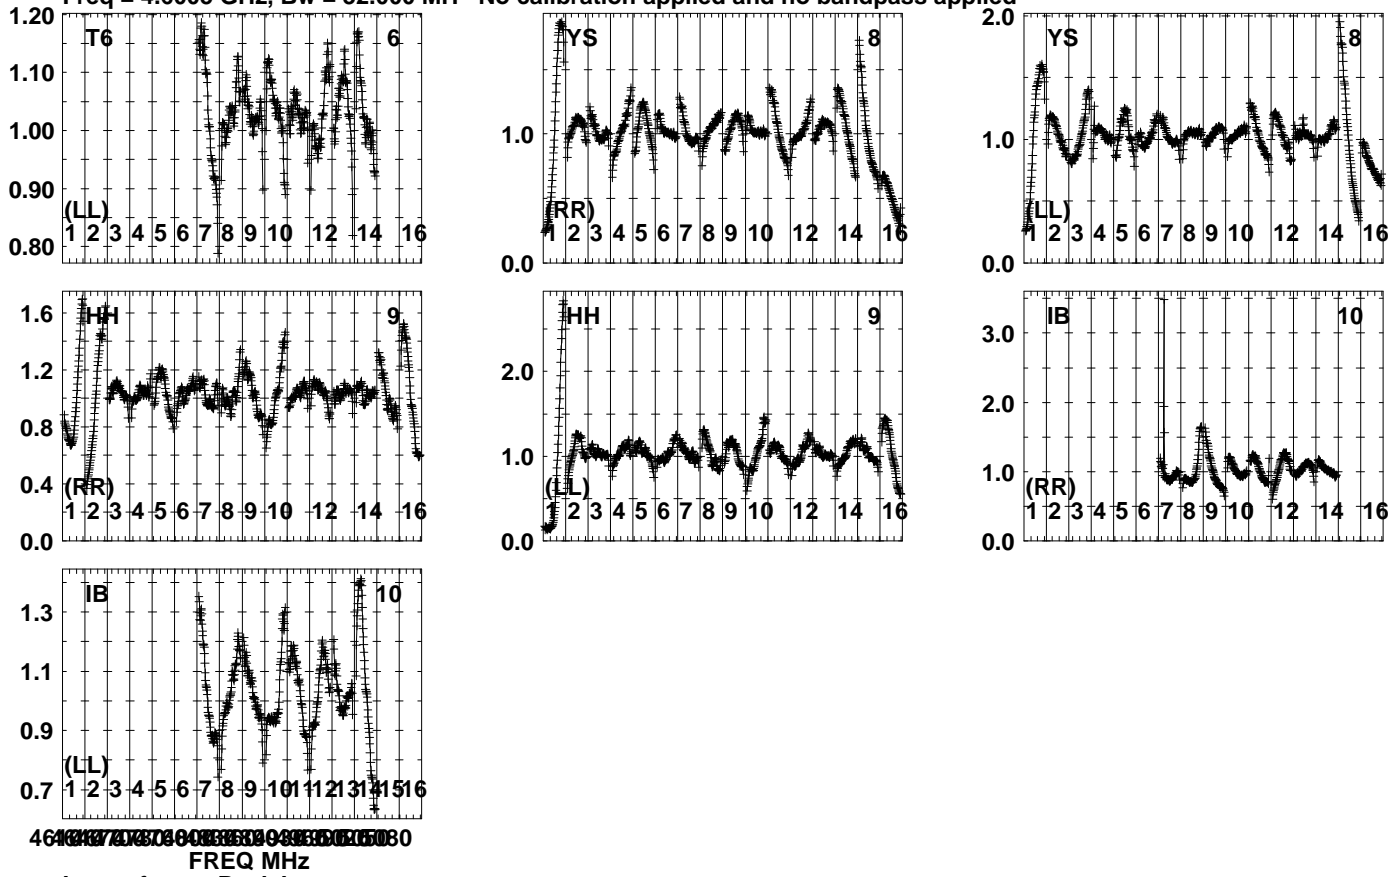 Freq = 4.6 GHz, Bw = 32.000 MH No calibration applied and no bandpass applied
1.20
1.10
1.00
0.90
0.80
T6 6
(LL)
1 2 3 4 5 6 7 8 9 10 12 14 16
1.0
0.0
YS 8
(RR)
1 2 3 4 5 6 7 8 9 10 12 14 16
2.0
1.0
0.0
YS 8
(LL)
1 2 3 4 5 6 7 8 9 10 12 14 16
1.6
1.2
0.8
0.4
0.0
HH 9
(RR)
1 2 3 4 5 6 7 8 9 10 12 14 16
2.0
1.0
0.0
HH 9
(LL)
1 2 3 4 5 6 7 8 9 10 12 14 16
3.0
2.0
1.0
0.0
IB 10
(RR)
1 2 3 4 5 6 7 8 9 10 12 14 16
1.3
1.1
0.9
0.7
IB 10
(LL)
1 2 3 4 5 6 7 8 9 10 11 12 13 14 15 16
FREQ MHz